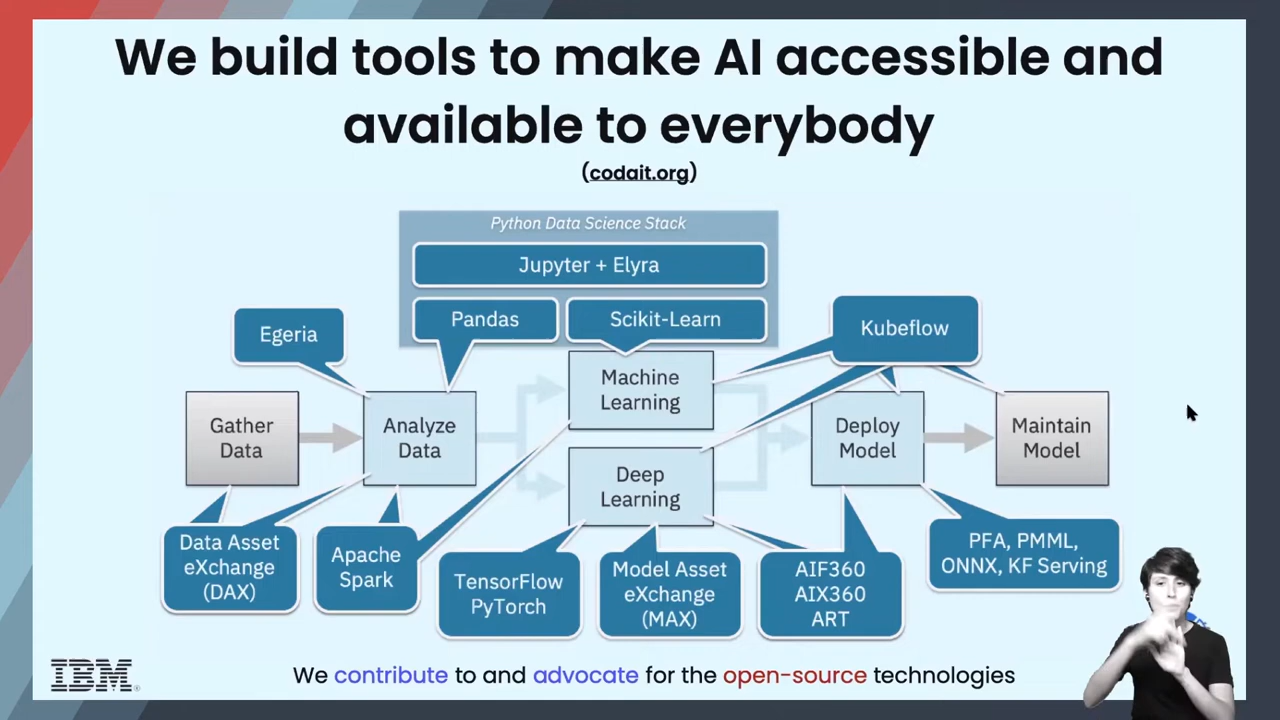 We build tools to make AI accessible and
available to everybody
(codait.org)
Python Data Science Stack
Jupyter + Elyra
Pandas
Scikit-Learn
Egeria
Kubeflow
Gather
Data
Analyze
Data
Machine
Learning
Deep
Learning
Deploy
Model
Maintain
Model
Data Asset
eXchange
(DAX)
Apache
Spark
TensorFlow
PyTorch
Model Asset
eXchange
(MAX)
AIF360
AIX360
ART
PFA, PMML,
ONNX, KF Serving
IBM
We contribute to and advocate for the open-source technologies